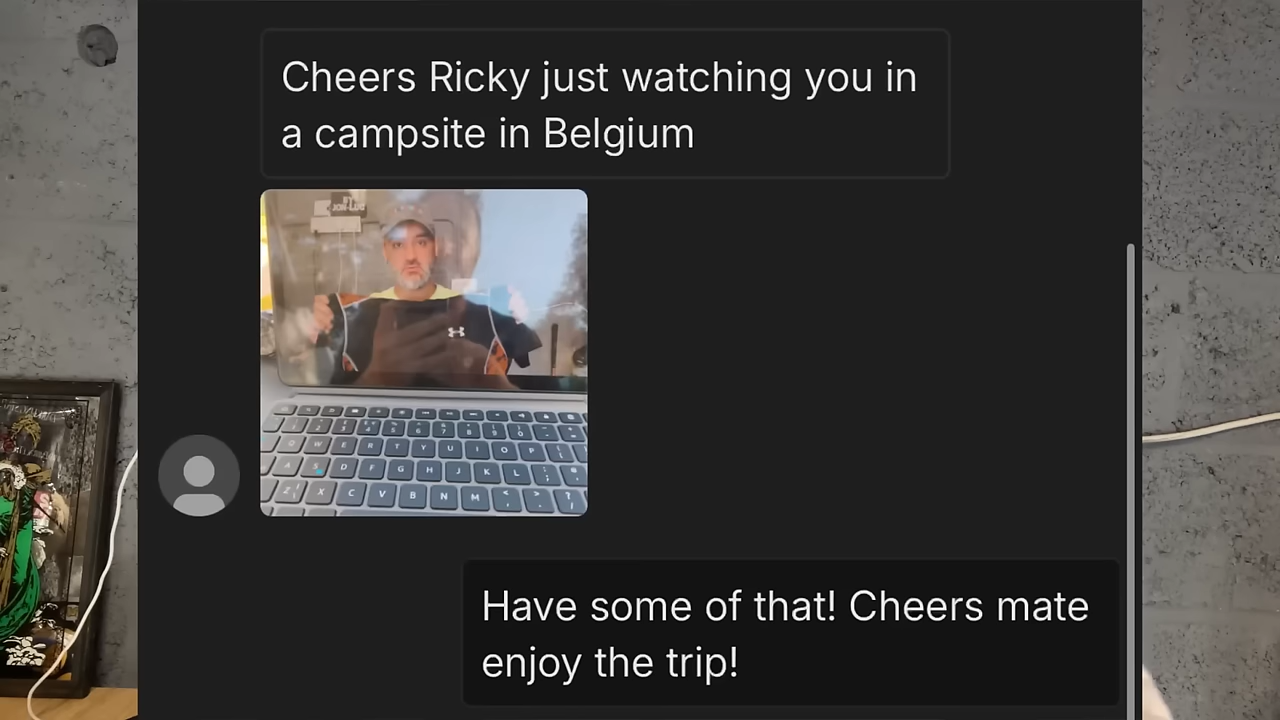 Cheers Ricky just watching you in
a campsite in Belgium
Q W E R T Y U I O P
A S D F G H J K L
Z X C V B N M
Have some of that! Cheers mate
enjoy the trip!